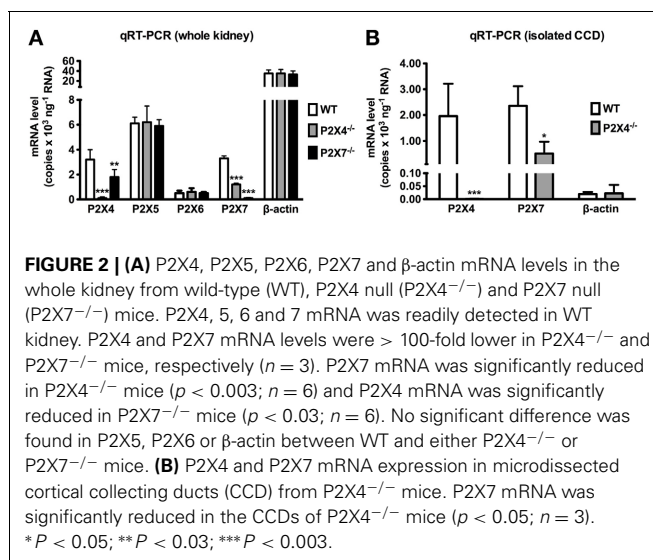 A
qRT-PCR (whole kidney)
mRNA level
(copies x 10³ ng⁻¹ RNA)
60
40
20
8
6
4
2
0
WT
P2X4⁻/⁻
P2X7⁻/⁻
***
**
***
***
P2X4 P2X5 P2X6 P2X7 β-actin
B
qRT-PCR (isolated CCD)
mRNA level
(copies x 10³ ng⁻¹ RNA)
4.00
3.00
2.00
1.00
0.10
0.05
0.00
WT
P2X4⁻/⁻
***
*
P2X4 P2X7 β-actin
FIGURE 2 | (A) P2X4, P2X5, P2X6, P2X7 and β-actin mRNA levels in the
whole kidney from wild-type (WT), P2X4 null (P2X4⁻/⁻) and P2X7 null
(P2X7⁻/⁻) mice. P2X4, 5, 6 and 7 mRNA was readily detected in WT
kidney. P2X4 and P2X7 mRNA levels were > 100-fold lower in P2X4⁻/⁻ and
P2X7⁻/⁻ mice, respectively (n = 3). P2X7 mRNA was significantly reduced
in P2X4⁻/⁻ mice (p < 0.003; n = 6) and P2X4 mRNA was significantly
reduced in P2X7⁻/⁻ mice (p < 0.03; n = 6). No significant difference was
found in P2X5, P2X6 or β-actin between WT and either P2X4⁻/⁻ or
P2X7⁻/⁻ mice. (B) P2X4 and P2X7 mRNA expression in microdissected
cortical collecting ducts (CCD) from P2X4⁻/⁻ mice. P2X7 mRNA was
significantly reduced in the CCDs of P2X4⁻/⁻ mice (p < 0.05; n = 3).
*P < 0.05; **P < 0.03; ***P < 0.003.